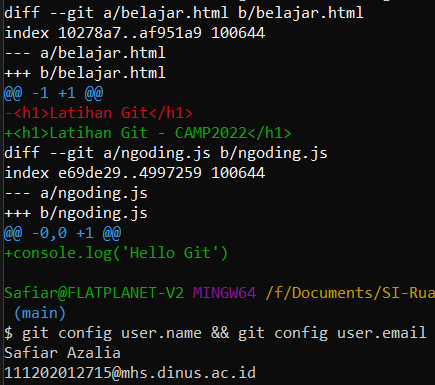 diff --git a/belajar.html b/belajar.html
index 10278a7..af951a9 100644
--- a/belajar.html
+++ b/belajar.html
@@ -1 +1 @@
-<h1>Latihan Git</h1>
+<h1>Latihan Git - CAMP2022</h1>
diff --git a/ngoding.js b/ngoding.js
index e69de29..4997259 100644
--- a/ngoding.js
+++ b/ngoding.js
@@ -0,0 +1 @@
+console.log('Hello Git')
Safiar@FLATPLANET-V2 MINGW64 /f/Documents/SI-Rua
(main)
$ git config user.name && git config user.email
Safiar Azalia
111202012715@mhs.dinus.ac.id